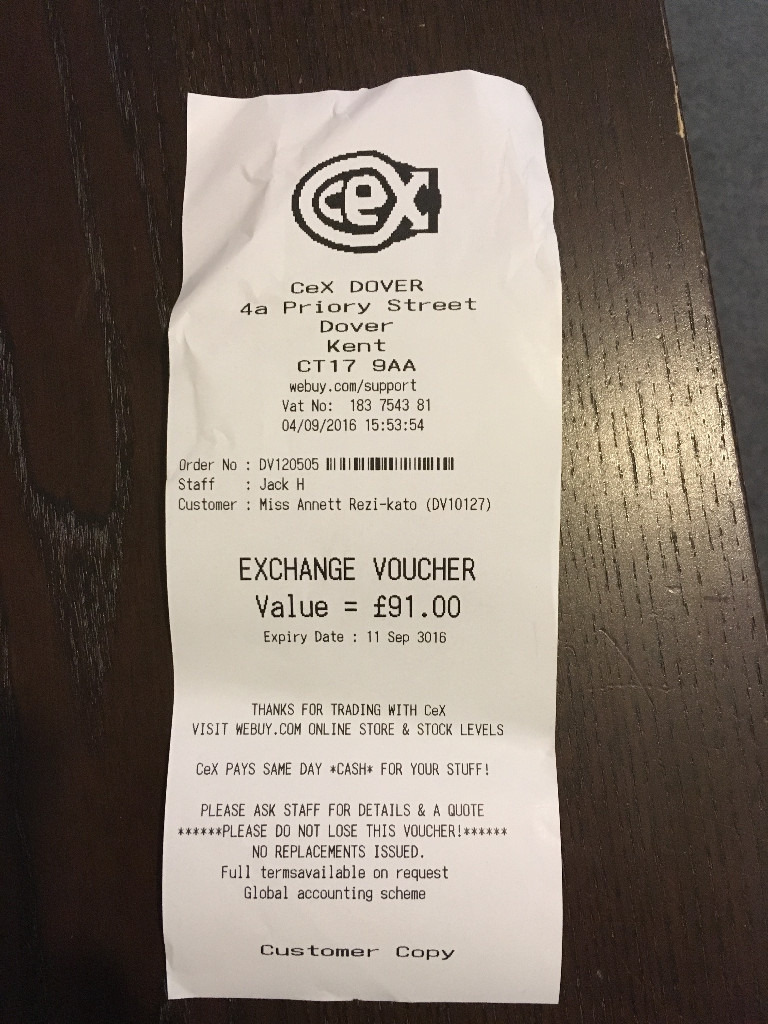 CeX
CeX DOVER
4a Priory Street
Dover
Kent
CT17 9AA
webuy.com/support
Vat No: 183 7543 81
04/09/2016 15:53:54
Order No : DV120505
Staff : Jack H
Customer : Miss Annett Rezi-kato (DV10127)
EXCHANGE VOUCHER
Value = £91.00
Expiry Date : 11 Sep 3016
THANKS FOR TRADING WITH CeX
VISIT WEBUY.COM ONLINE STORE & STOCK LEVELS
CeX PAYS SAME DAY *CASH* FOR YOUR STUFF!
PLEASE ASK STAFF FOR DETAILS & A QUOTE
******PLEASE DO NOT LOSE THIS VOUCHER!******
NO REPLACEMENTS ISSUED.
Full termsavailable on request
Global accounting scheme
Customer Copy